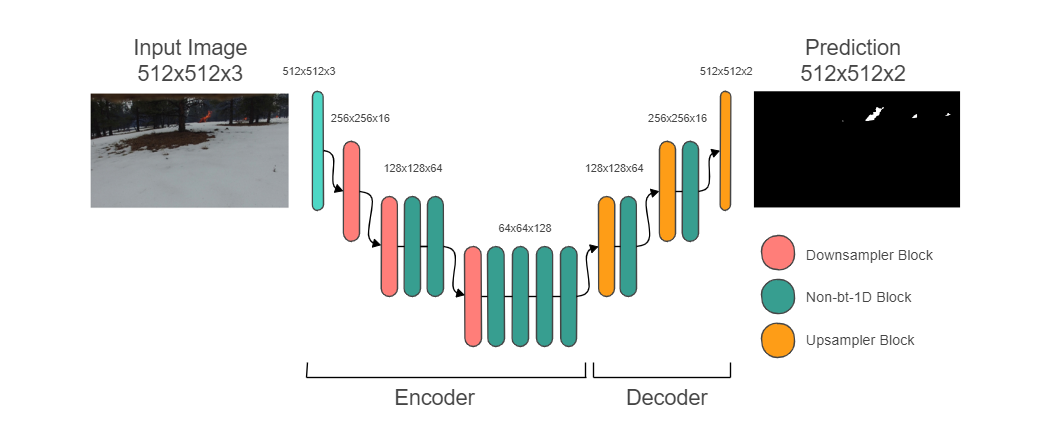 Input Image
512x512x3
Prediction
512x512x2
512x512x3
256x256x16
128x128x64
64x64x128
128x128x64
256x256x16
512x512x2
Downsampler Block
Non-bt-1D Block
Upsampler Block
Encoder
Decoder